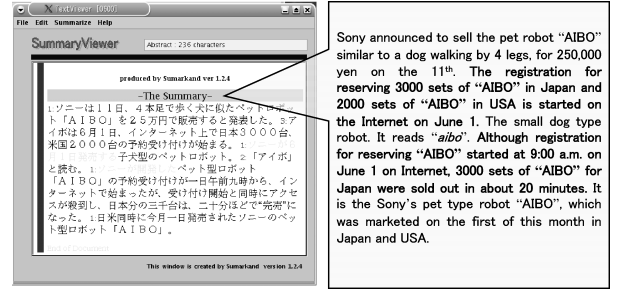 X TextViewer [0500]
File Edit Summarize Help
SummaryViewer
Abstract : 236 characters
produced by Sumarkand ver 1.2.4
-The Summary-
1:ソニーは11日、4本足で歩く犬に似たペットロボッ
ト「AIBO」を25万円で販売すると発表した。3:ア
イボは6月1日、インターネット上で日本3000台、
米国2000台の予約受け付けが始まる。1:
子犬型のペットロボット。2:「アイボ」
と読む。1: ペット型ロボット
「AIBO」の予約受け付けが一日午前九時から、イン
ターネットで始まったが、受け付け開始と同時にアクセ
スが殺到し、日本分の三千台は、二十分ほどで“完売”に
なった。1:日米同時に今月一日発売されたソニーのペッ
ト型ロボット「AIBO」。
End of Document
This window is created by Sumarkand version 1.2.4
Sony announced to sell the pet robot “AIBO”
similar to a dog walking by 4 legs, for 250,000
yen on the 11th. The registration for
reserving 3000 sets of “AIBO” in Japan and
2000 sets of “AIBO” in USA is started on
the Internet on June 1. The small dog type
robot. It reads “aibo”. Although registration
for reserving “AIBO” started at 9:00 a.m. on
June 1 on Internet, 3000 sets of “AIBO” for
Japan were sold out in about 20 minutes. It
is the Sony’s pet type robot “AIBO”, which
was marketed on the first of this month in
Japan and USA.